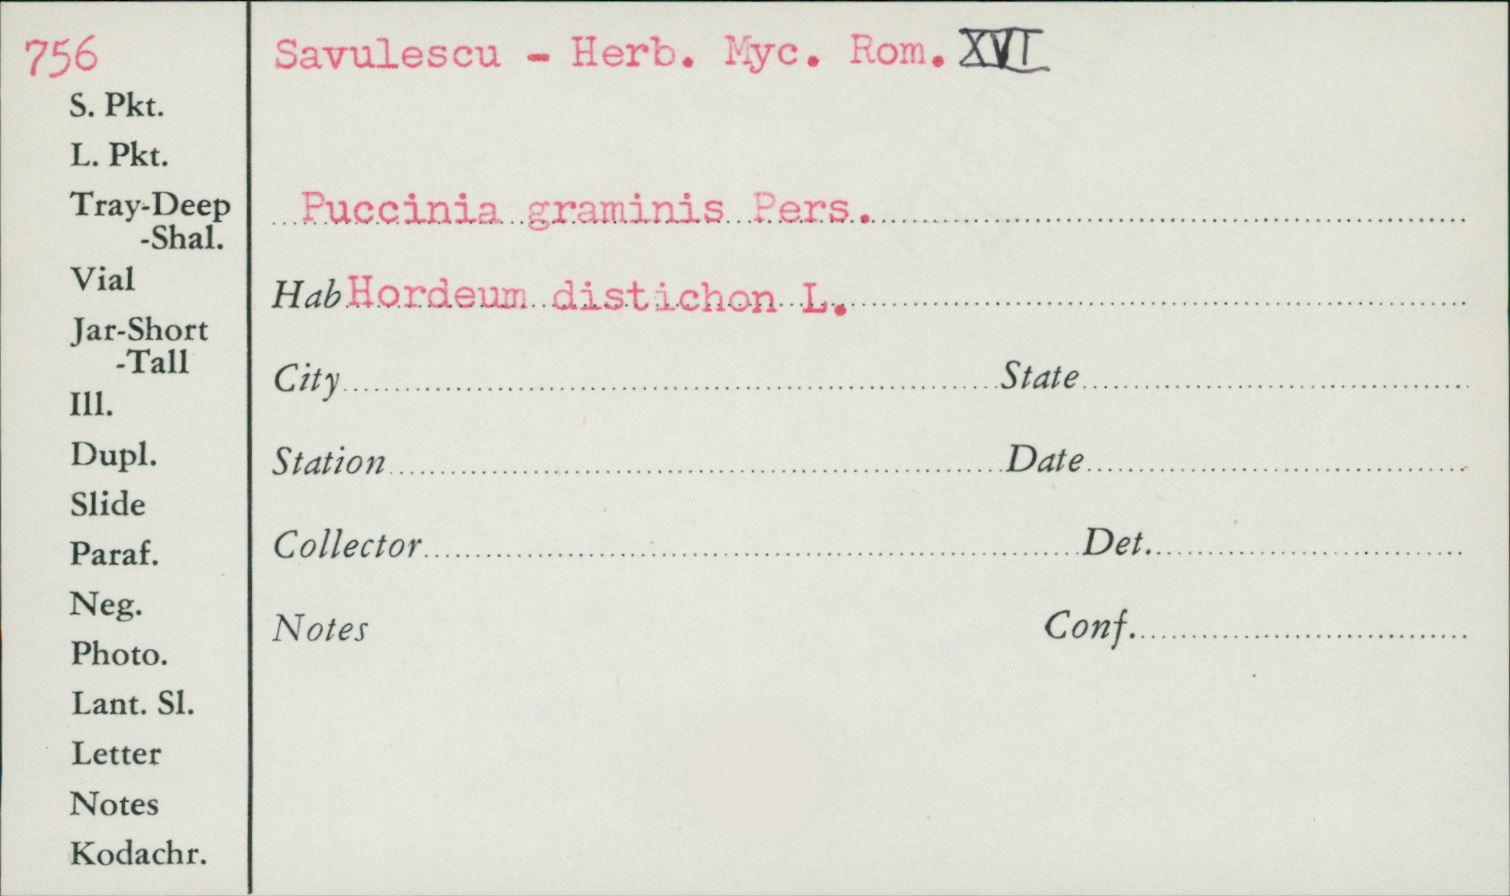 756
Savulescu - Herb. Myc. Rom. XVI
S. Pkt.
L. Pkt.
Tray-Deep
-Shal.
Vial
Jar-Short
-Tall
Ill.
Dupl.
Slide
Paraf.
Neg.
Photo.
Lant. Sl.
Letter
Notes
Kodachr.
Puccinia graminis Pers.
Hab Hordeum distichon L.
City State
Station Date
Collector Det.
Notes Conf.